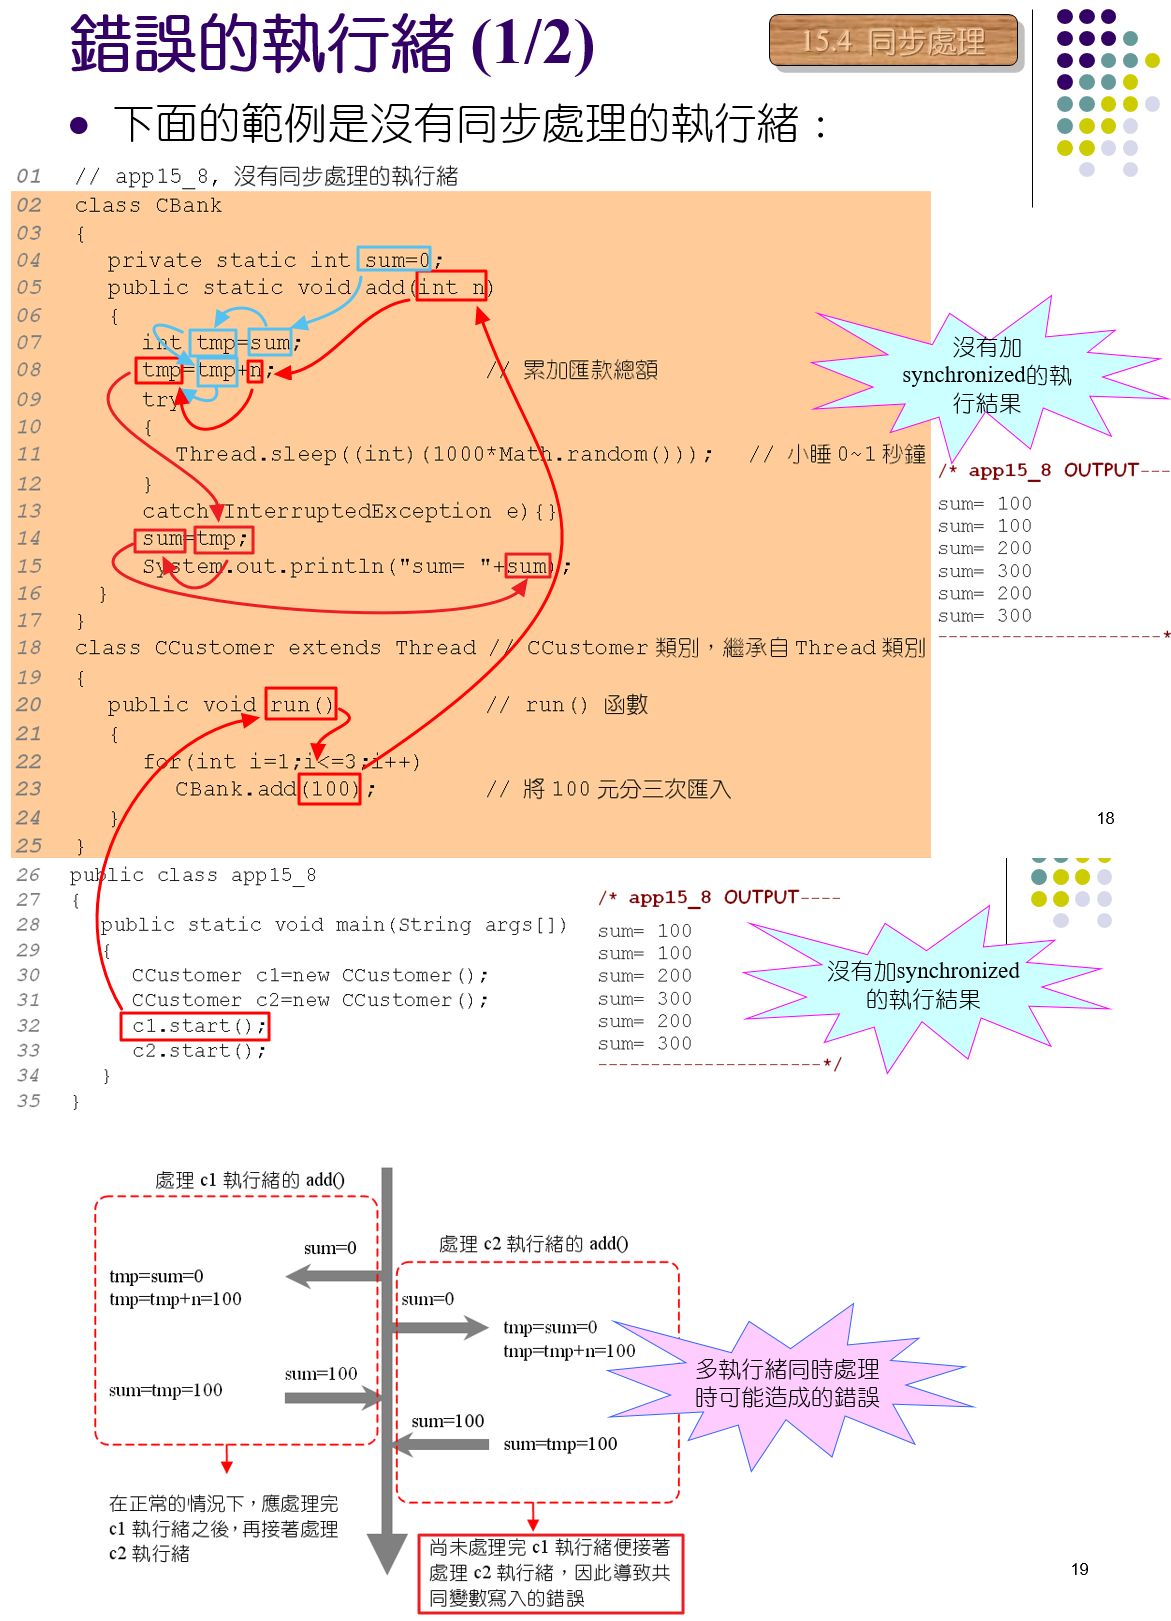 錯誤的執行緒 (1/2)
15.4 同步處理
● 下面的範例是沒有同步處理的執行緒：
01 // app15_8, 沒有同步處理的執行緒
02 class CBank
03 {
04 private static int sum=0;
05 public static void add(int n)
06 {
07 int tmp=sum;
08 tmp=tmp+n; // 累加匯款總額
09 try
10 {
11 Thread.sleep((int)(1000*Math.random())); // 小睡 0~1 秒鐘
12 }
13 catch(InterruptedException e){}
14 sum=tmp;
15 System.out.println("sum= "+sum);
16 }
17 }
18 class CCustomer extends Thread // CCustomer 類別，繼承自 Thread 類別
19 {
20 public void run() // run() 函數
21 {
22 for(int i=1;i<=3;i++)
23 CBank.add(100); // 將 100 元分三次匯入
24 }
25 }
沒有加
synchronized的執
行結果
/* app15_8 OUTPUT---
sum= 100
sum= 100
sum= 200
sum= 300
sum= 200
sum= 300
---------------------*
18
26 public class app15_8
27 {
28 public static void main(String args[])
29 {
30 CCustomer c1=new CCustomer();
31 CCustomer c2=new CCustomer();
32 c1.start();
33 c2.start();
34 }
35 }
/* app15_8 OUTPUT----
sum= 100
sum= 100
sum= 200
sum= 300
sum= 200
sum= 300
---------------------*/
沒有加synchronized
的執行結果
處理 c1 執行緒的 add()
sum=0
tmp=sum=0
tmp=tmp+n=100
sum=100
sum=tmp=100
在正常的情況下，應處理完
c1 執行緒之後，再接著處理
c2 執行緒
處理 c2 執行緒的 add()
sum=0
tmp=sum=0
tmp=tmp+n=100
sum=100
sum=tmp=100
尚未處理完 c1 執行緒便接著
處理 c2 執行緒，因此導致共
同變數寫入的錯誤
多執行緒同時處理
時可能造成的錯誤
19